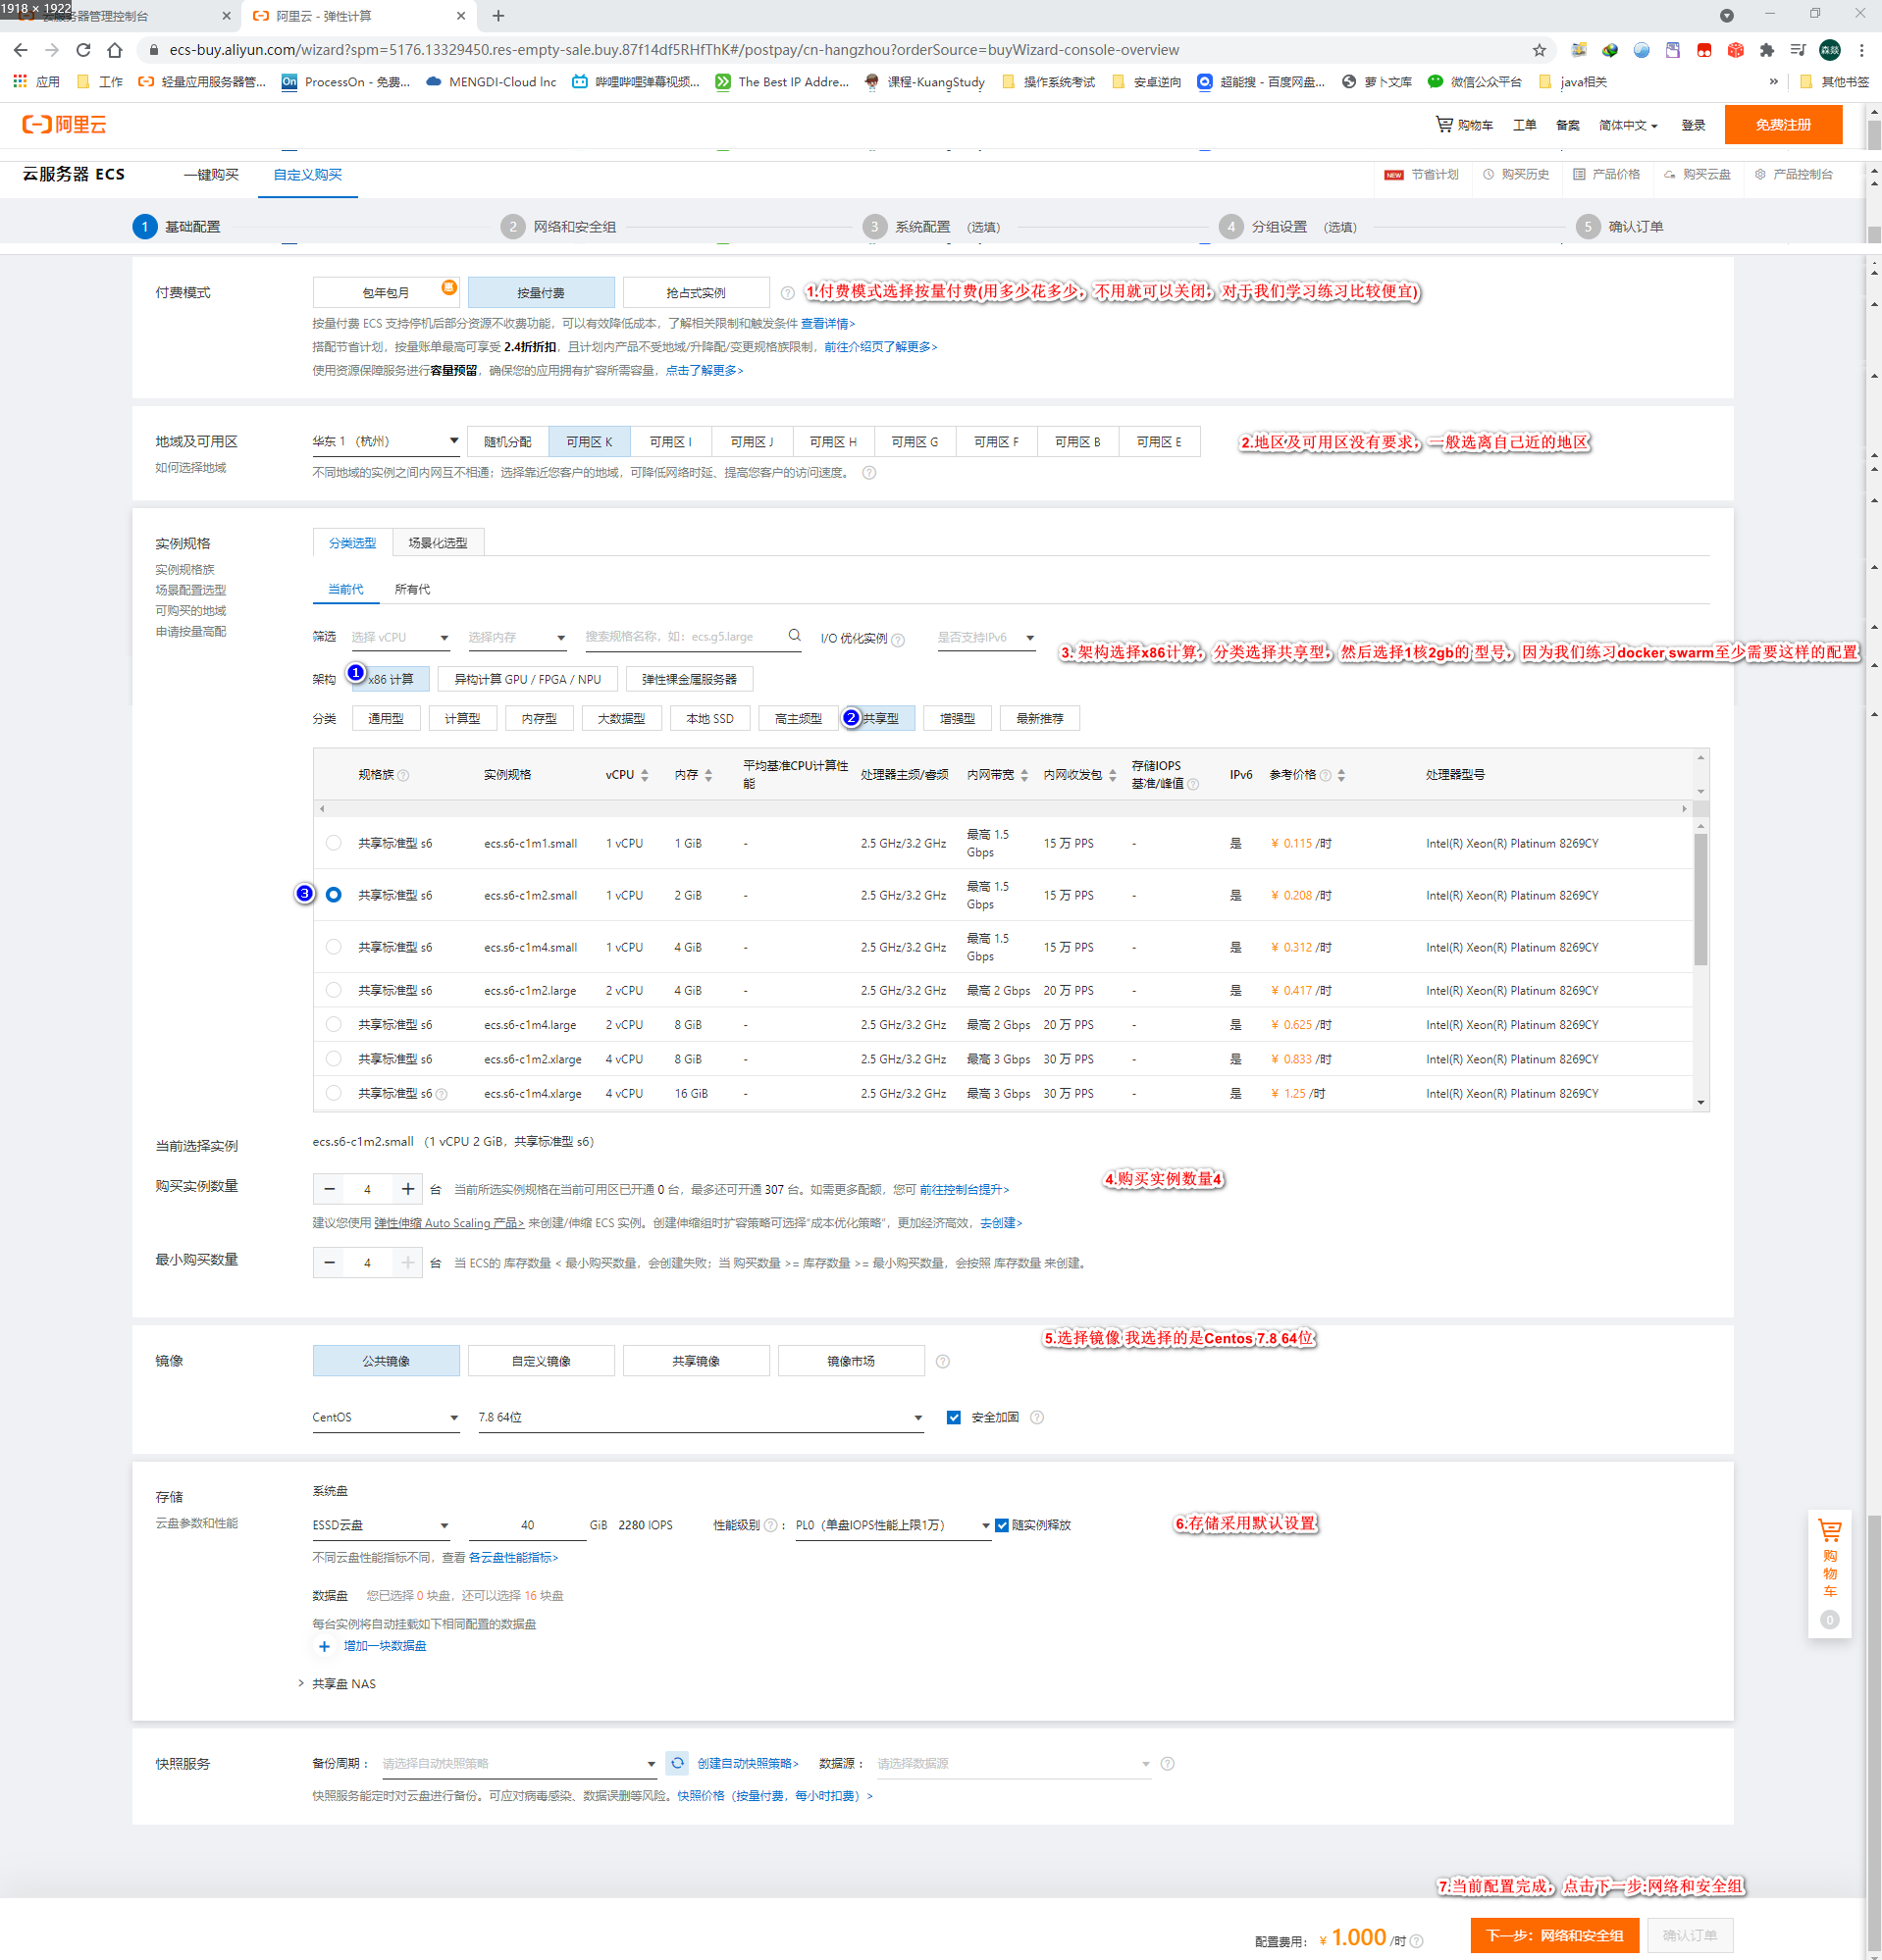 1918 × 1922
云服务器管理控制台
阿里云 - 弹性计算
ecs-buy.aliyun.com/wizard?spm=5176.13329450.res-empty-sale.buy.87f14df5RHfThK#/postpay/cn-hangzhou?orderSource=buyWizard-console-overview
森燚
应用 工作 轻量应用服务器管... ProcessOn - 免费... MENGDI-Cloud Inc 哔哩哔哩弹幕视频... The Best IP Addre... 课程-KuangStudy 操作系统考试 安卓逆向 超能搜 - 百度网盘... 萝卜文库 微信公众平台 java相关 » 其他书签
阿里云
购物车 工单 备案 简体中文 登录 免费注册
云服务器 ECS 一键购买 自定义购买 NEW 节省计划 购买历史 产品价格 购买云盘 产品控制台
1 基础配置 2 网络和安全组 3 系统配置 (选填) 4 分组设置 (选填) 5 确认订单
付费模式 包年包月 惠 按量付费 抢占式实例 1.付费模式选择按量付费(用多少花多少，不用就可以关闭，对于我们学习练习比较便宜)
按量付费 ECS 支持停机后部分资源不收费功能，可以有效降低成本，了解相关限制和触发条件 查看详情>
搭配节省计划，按量账单最高可享受 2.4折折扣，且计划内产品不受地域/升降配/变更规格族限制，前往介绍页了解更多>
使用资源保障服务进行容量预留，确保您的应用拥有扩容所需容量，点击了解更多>
地域及可用区 华东 1 （杭州） 随机分配 可用区 K 可用区 I 可用区 J 可用区 H 可用区 G 可用区 F 可用区 B 可用区 E 2.地区及可用区没有要求，一般选离自己近的地区
如何选择地域 不同地域的实例之间内网互不相通；选择靠近您客户的地域，可降低网络时延、提高您客户的访问速度。
实例规格 分类选型 场景化选型
实例规格族
场景配置选型 当前代 所有代
可购买的地域
申请按量高配
筛选 选择 vCPU 选择内存 搜索规格名称，如：ecs.g5.large I/O 优化实例 是否支持IPv6
3. 架构选择x86计算，分类选择共享型，然后选择1核2gb的 型号，因为我们练习docker swarm至少需要这样的配置
架构 1 x86 计算 异构计算 GPU / FPGA / NPU 弹性裸金属服务器
分类 通用型 计算型 内存型 大数据型 本地 SSD 高主频型 2 共享型 增强型 最新推荐
规格族 实例规格 vCPU 内存 平均基准CPU计算性能 处理器主频/睿频 内网带宽 内网收发包 存储IOPS 基准/峰值 IPv6 参考价格 处理器型号
共享标准型 s6 ecs.s6-c1m1.small 1 vCPU 1 GiB - 2.5 GHz/3.2 GHz 最高 1.5 Gbps 15 万 PPS - 是 ¥ 0.115 /时 Intel(R) Xeon(R) Platinum 8269CY
3 共享标准型 s6 ecs.s6-c1m2.small 1 vCPU 2 GiB - 2.5 GHz/3.2 GHz 最高 1.5 Gbps 15 万 PPS - 是 ¥ 0.208 /时 Intel(R) Xeon(R) Platinum 8269CY
共享标准型 s6 ecs.s6-c1m4.small 1 vCPU 4 GiB - 2.5 GHz/3.2 GHz 最高 1.5 Gbps 15 万 PPS - 是 ¥ 0.312 /时 Intel(R) Xeon(R) Platinum 8269CY
共享标准型 s6 ecs.s6-c1m2.large 2 vCPU 4 GiB - 2.5 GHz/3.2 GHz 最高 2 Gbps 20 万 PPS - 是 ¥ 0.417 /时 Intel(R) Xeon(R) Platinum 8269CY
共享标准型 s6 ecs.s6-c1m4.large 2 vCPU 8 GiB - 2.5 GHz/3.2 GHz 最高 2 Gbps 20 万 PPS - 是 ¥ 0.625 /时 Intel(R) Xeon(R) Platinum 8269CY
共享标准型 s6 ecs.s6-c1m2.xlarge 4 vCPU 8 GiB - 2.5 GHz/3.2 GHz 最高 3 Gbps 30 万 PPS - 是 ¥ 0.833 /时 Intel(R) Xeon(R) Platinum 8269CY
共享标准型 s6 ecs.s6-c1m4.xlarge 4 vCPU 16 GiB - 2.5 GHz/3.2 GHz 最高 3 Gbps 30 万 PPS - 是 ¥ 1.25 /时 Intel(R) Xeon(R) Platinum 8269CY
当前选择实例 ecs.s6-c1m2.small （1 vCPU 2 GiB，共享标准型 s6）
购买实例数量 4 台 当前所选实例规格在当前可用区已开通 0 台，最多还可开通 307 台。如需更多配额，您可 前往控制台提升> 4.购买实例数量4
建议您使用 弹性伸缩 Auto Scaling 产品> 来创建/伸缩 ECS 实例。创建伸缩组时扩容策略可选择“成本优化策略”，更加经济高效，去创建>
最小购买数量 4 台 当 ECS的 库存数量 < 最小购买数量，会创建失败；当 购买数量 >= 库存数量 >= 最小购买数量，会按照 库存数量 来创建。
5.选择镜像 我选择的是Centos 7.8 64位
镜像 公共镜像 自定义镜像 共享镜像 镜像市场
CentOS 7.8 64位 安全加固
存储 系统盘
云盘参数和性能 ESSD云盘 40 GiB 2280 IOPS 性能级别 ： PL0（单盘IOPS性能上限1万） 随实例释放 6.存储采用默认设置
不同云盘性能指标不同，查看 各云盘性能指标>
数据盘 您已选择 0 块盘，还可以选择 16 块盘
每台实例将自动挂载如下相同配置的数据盘
+ 增加一块数据盘
> 共享盘 NAS
购物车
0
快照服务 备份周期： 请选择自动快照策略 创建自动快照策略> 数据源： 请选择数据源
快照服务能定时对云盘进行备份。可应对病毒感染、数据误删等风险。快照价格（按量付费，每小时扣费）>
7.当前配置完成，点击下一步:网络和安全组
配置费用： ¥ 1.000 /时 下一步：网络和安全组 确认订单